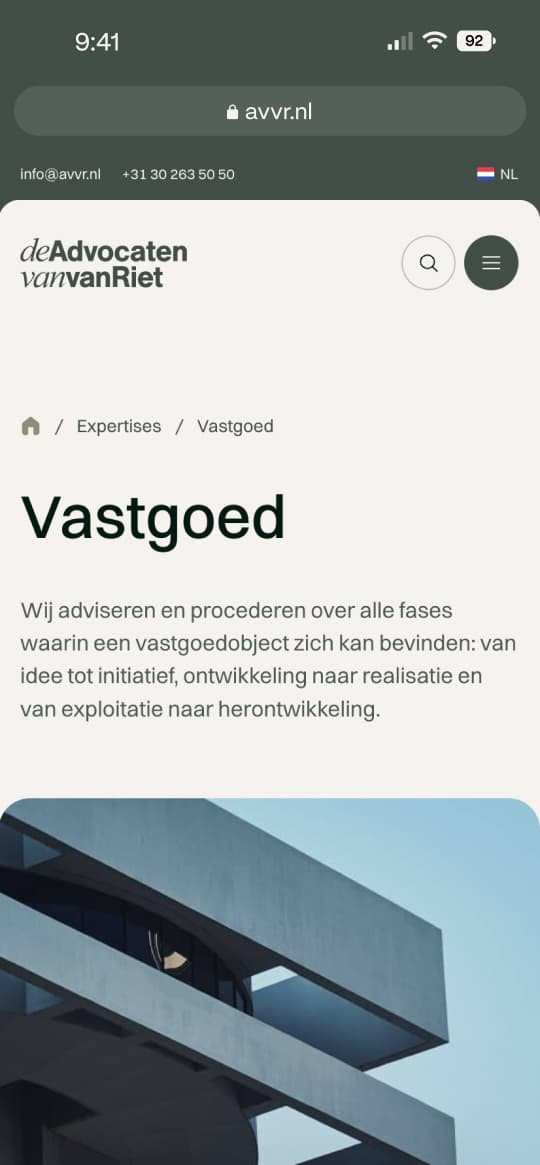 9:41
92
avvr.nl
info@avvr.nl +31 30 263 50 50 NL
deAdvocaten
vanvanRiet
/ Expertises / Vastgoed
Vastgoed
Wij adviseren en procederen over alle fases
waarin een vastgoedobject zich kan bevinden: van
idee tot initiatief, ontwikkeling naar realisatie en
van exploitatie naar herontwikkeling.